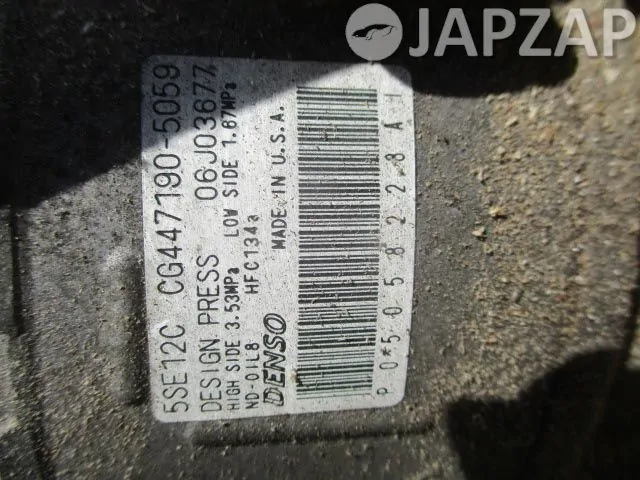 JAPZAP
5SE12C CG447190-5059
DESIGN PRESS 06J03677
HIGH SIDE 3.53MPa LOW SIDE 1.87MPa
ND-OIL8 HFC134a
DENSO MADE IN U.S.A.
P0*5058228A